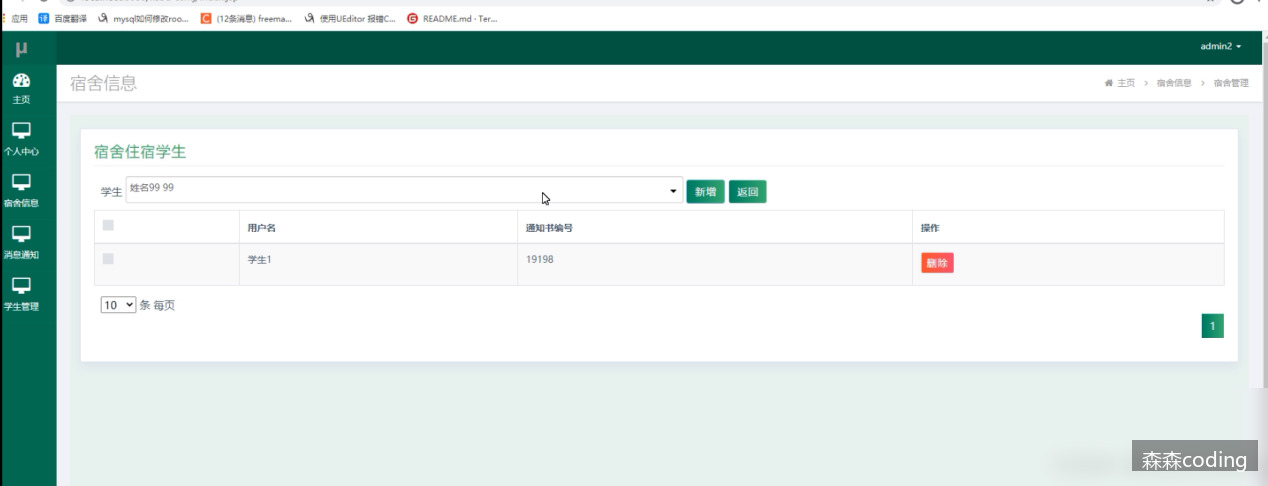 应用 译 百度翻译 mysql如何修改roo... C (12条消息) freema... 使用UEditor 报错C... G README.md · Ter...
μ admin2
宿舍信息 主页 > 宿舍信息 > 宿舍管理
主页
个人中心
宿舍信息
消息通知
学生管理
宿舍住宿学生
学生 姓名99 99 新增 返回
用户名 通知书编号 操作
学生1 19198 删除
10 条 每页
1
森森coding